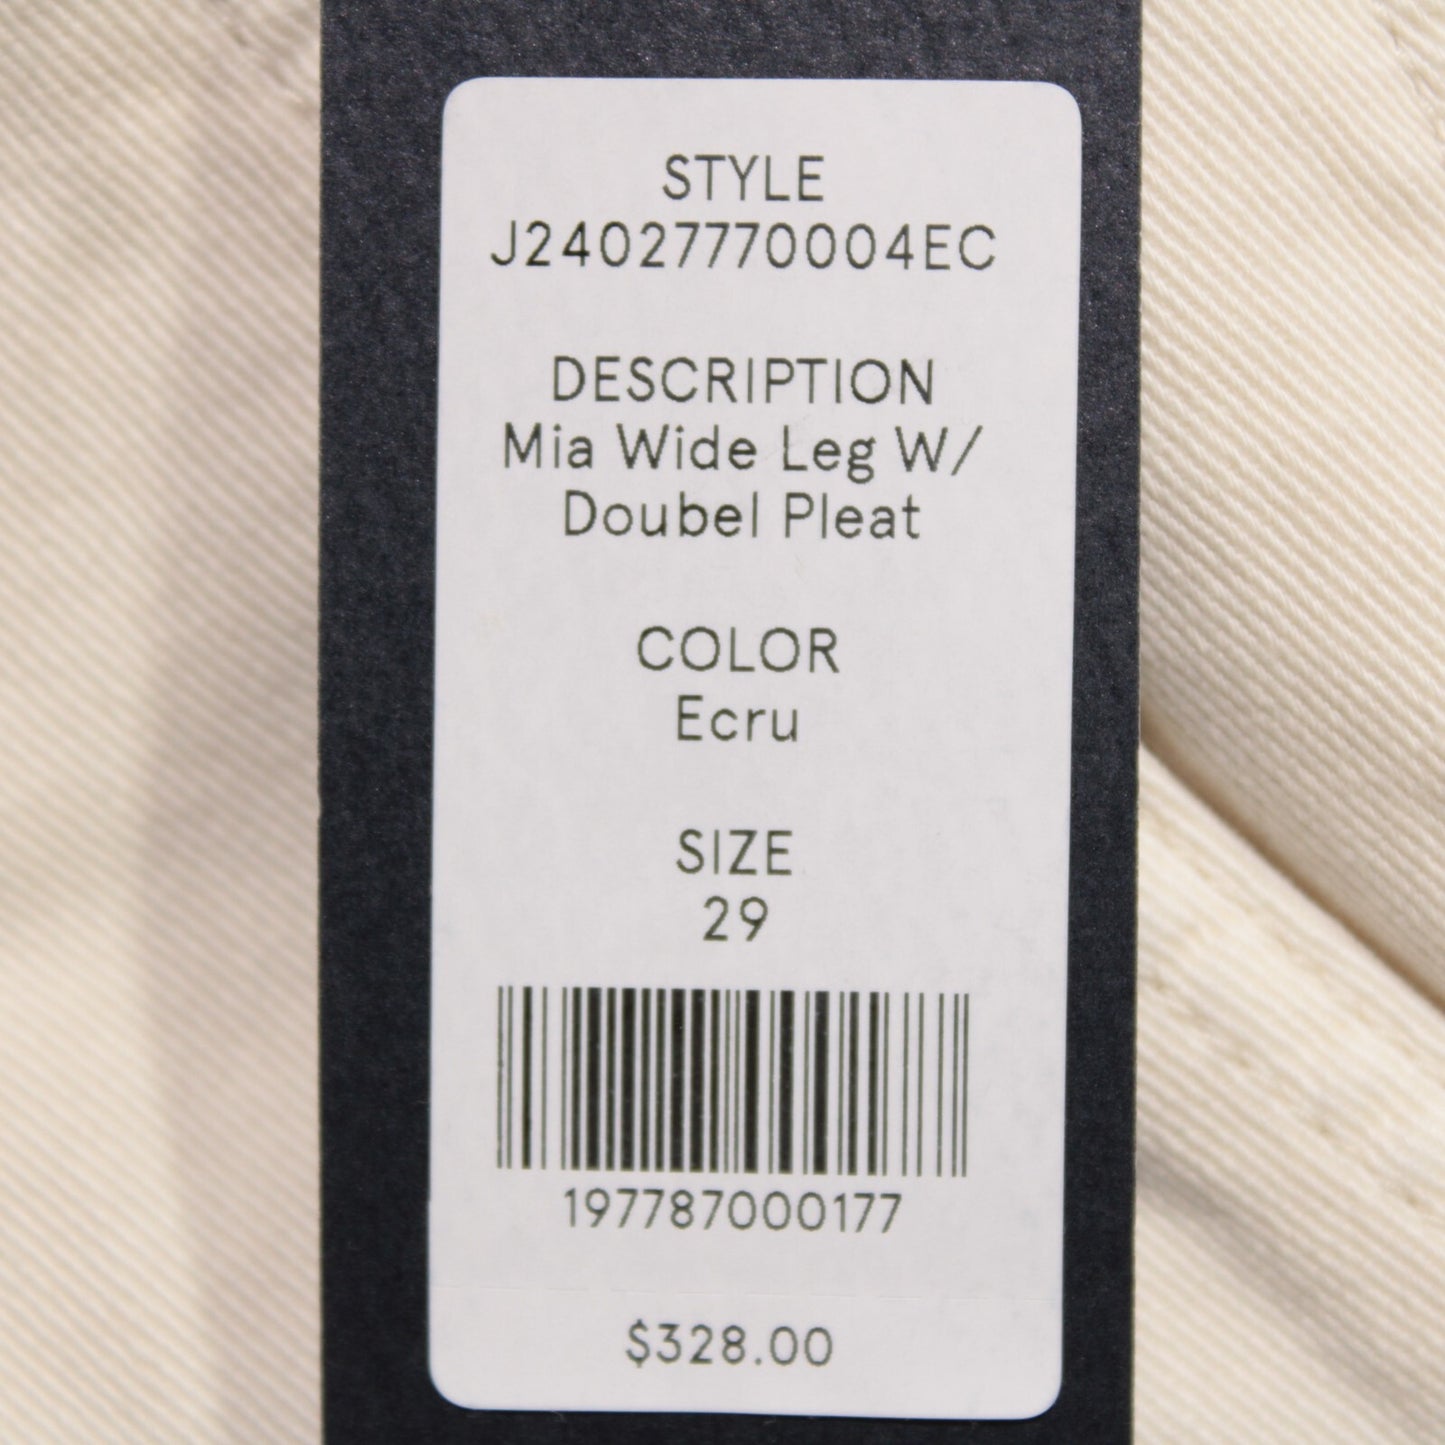 STYLE
J24027770004EC
DESCRIPTION
Mia Wide Leg W/
Doubel Pleat
COLOR
Ecru
SIZE
29
197787000177
$328.00